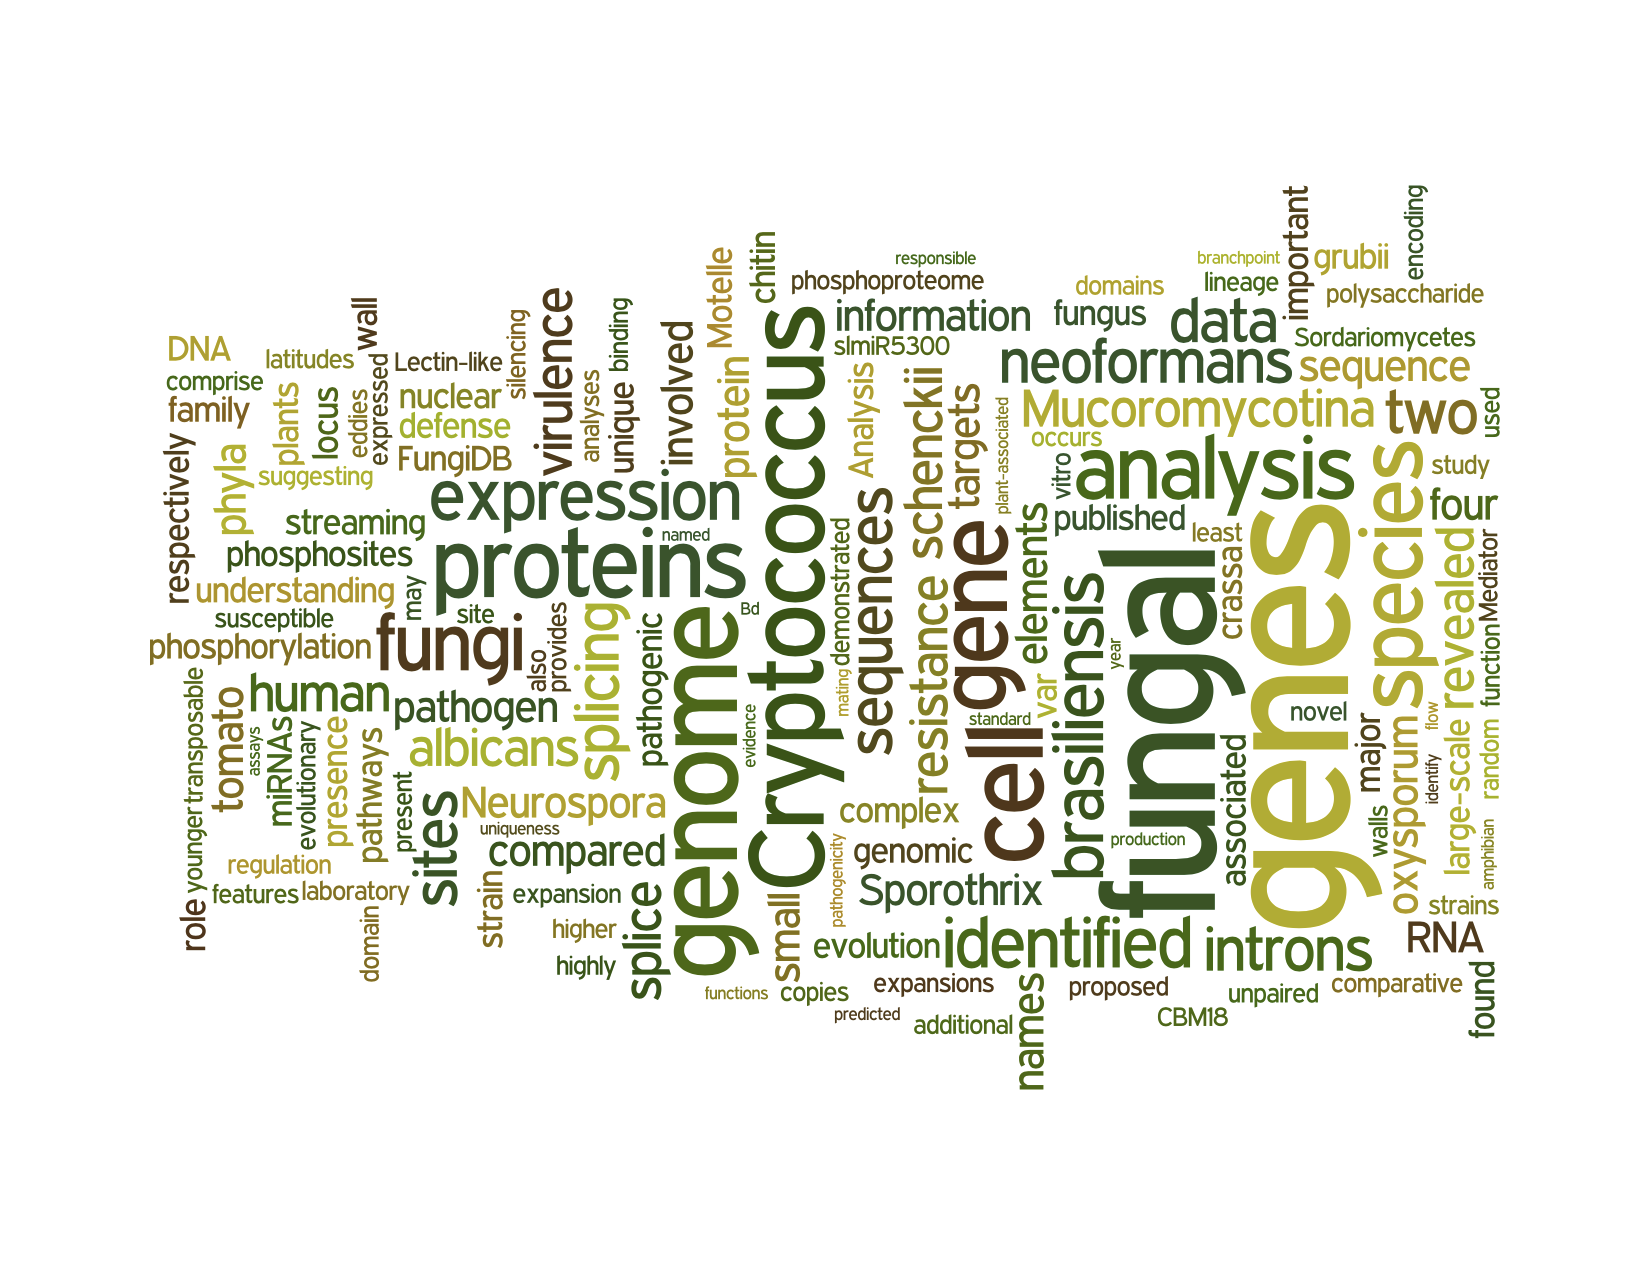 important
encoding
responsible
branchpoint
grubii
chitin
Motelle
phosphoproteome
domains
lineage
polysaccharide
wall
silencing
virulence
binding
involved
information
fungus
data
Sordariomycetes
DNA
latitudes
Lectin-like
Cryptococcus
slmiR5300
neoformans
sequence
comprise
expressed
protein
Analysis
schenckii
family
plants
locus
eddies
nuclear
analyses
unique
targets
plant-associated
Mucoromycotina
two
used
defense
occurs
respectively
phyla
suggesting
FungiDB
vitro
analysis
species
study
streaming
expression
sequences
gene
elements
published
least
four
phosphosites
named
demonstrated
proteins
crassa
genes
revealed
Mediator
understanding
may
resistance
brasiliensis
fungal
susceptible
site
Bd
phosphorylation
fungi
also
provides
splicing
pathogenic
genome
mating
var
year
function
transposable
tomato
human
pathogen
evidence
standard
novel
flow
assays
miRNAs
evolutionary
presence
pathways
albicans
cell
associated
major
oxysporum
identify
large-scale
random
younger
present
sites
Neurospora
complex
walls
uniqueness
pathogenicity
production
amphibian
regulation
compared
genomic
role
features
laboratory
strain
expansion
splice
small
Sporothrix
strains
domain
higher
evolution
identified
introns
RNA
highly
functions
copies
expansions
names
proposed
unpaired
comparative
found
predicted
additional
CBM18